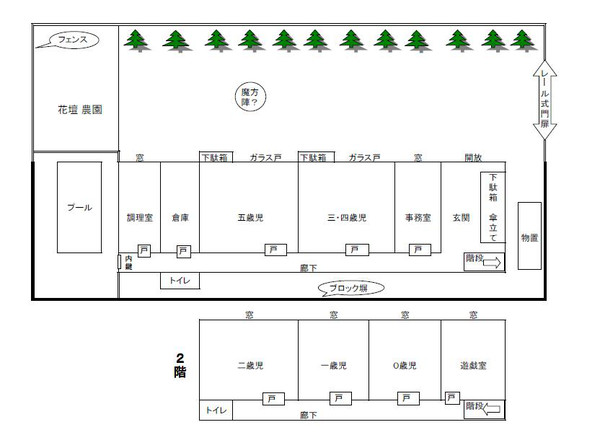 フェンス
花壇 農園
魔方
陣？
レール式門扉
窓
下駄箱
ガラス戸
下駄箱
ガラス戸
窓
開放
プール
調理室
倉庫
五歳児
三・四歳児
事務室
玄関
下駄箱 傘立て
物置
戸
戸
戸
戸
戸
内鍵
廊下
階段
トイレ
ブロック塀
2階
窓
窓
窓
窓
二歳児
一歳児
0歳児
遊戯室
戸
戸
戸
戸
トイレ
廊下
階段